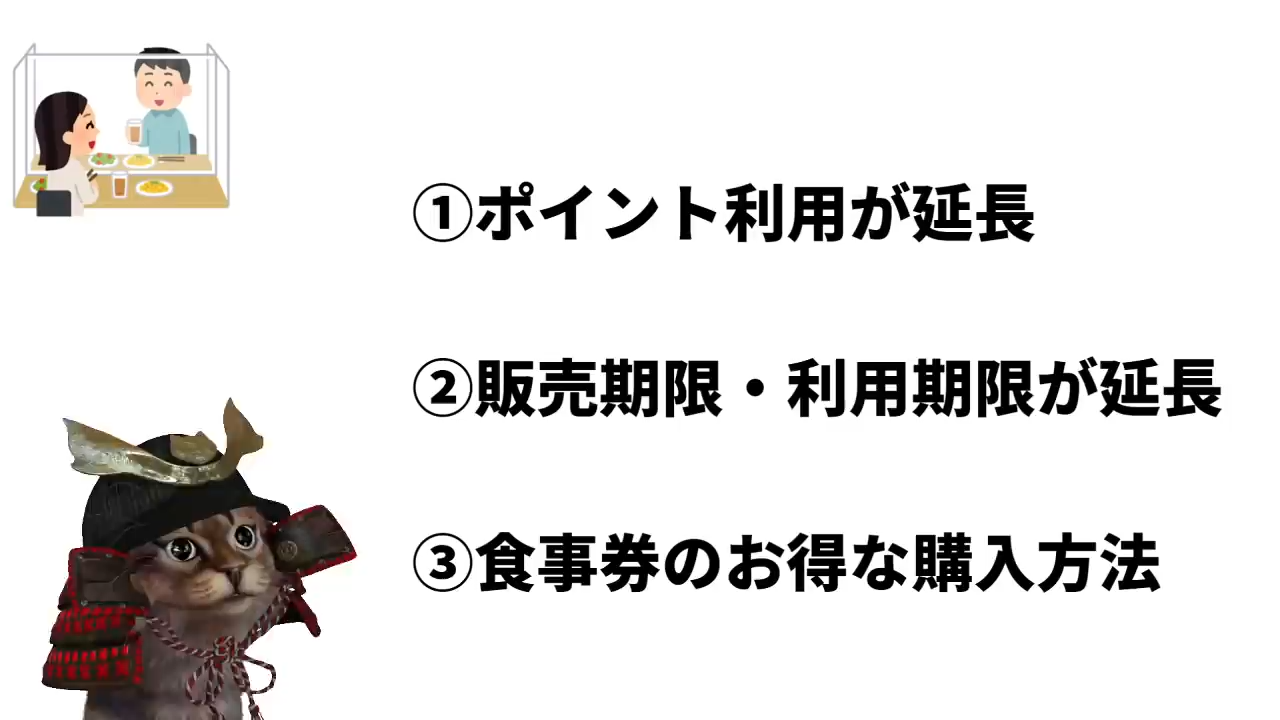 ①ポイント利用が延長
②販売期限・利用期限が延長
③食事券のお得な購入方法